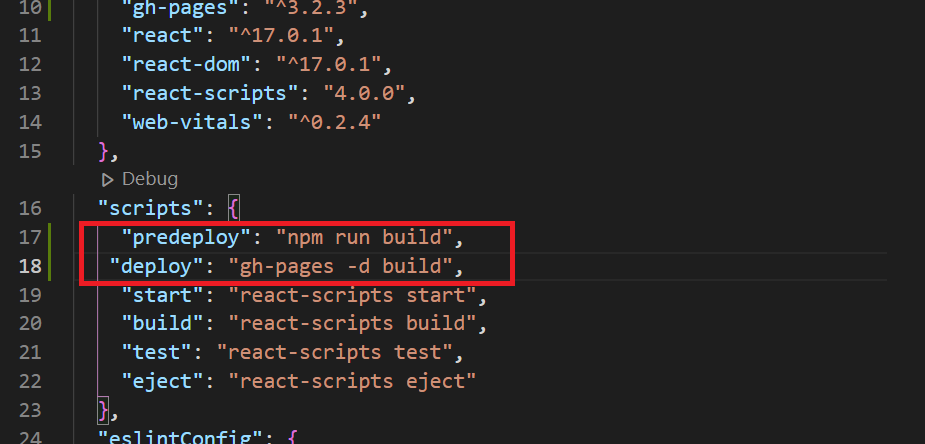 10 "gh-pages": "^3.2.3",
11 "react": "^17.0.1",
12 "react-dom": "^17.0.1",
13 "react-scripts": "4.0.0",
14 "web-vitals": "^0.2.4"
15 },
Debug
16 "scripts": {
17 "predeploy": "npm run build",
18 "deploy": "gh-pages -d build",
19 "start": "react-scripts start",
20 "build": "react-scripts build",
21 "test": "react-scripts test",
22 "eject": "react-scripts eject"
23 },
24 "eslintConfig": {